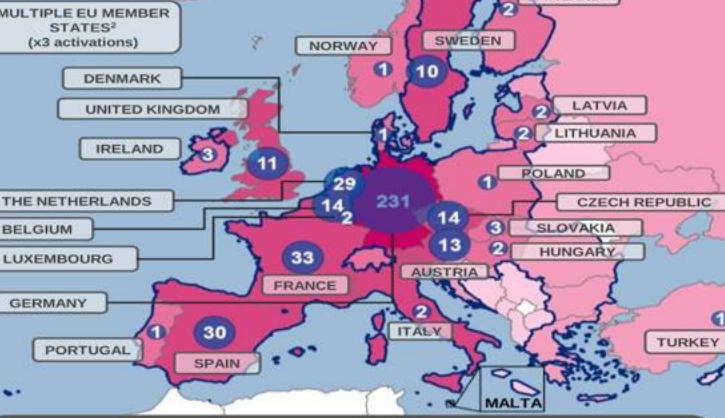 MULTIPLE EU MEMBER
STATES²
(x3 activations)
2
NORWAY
SWEDEN
1
10
DENMARK
UNITED KINGDOM
LATVIA
2
LITHUANIA
2
1
IRELAND
3
11
THE NETHERLANDS
29
231
POLAND
1
BELGIUM
14
2
14
CZECH REPUBLIC
SLOVAKIA
3
LUXEMBOURG
13
HUNGARY
2
33
FRANCE
AUSTRIA
GERMANY
2
ITALY
1
PORTUGAL
1
30
SPAIN
TURKEY
MALTA